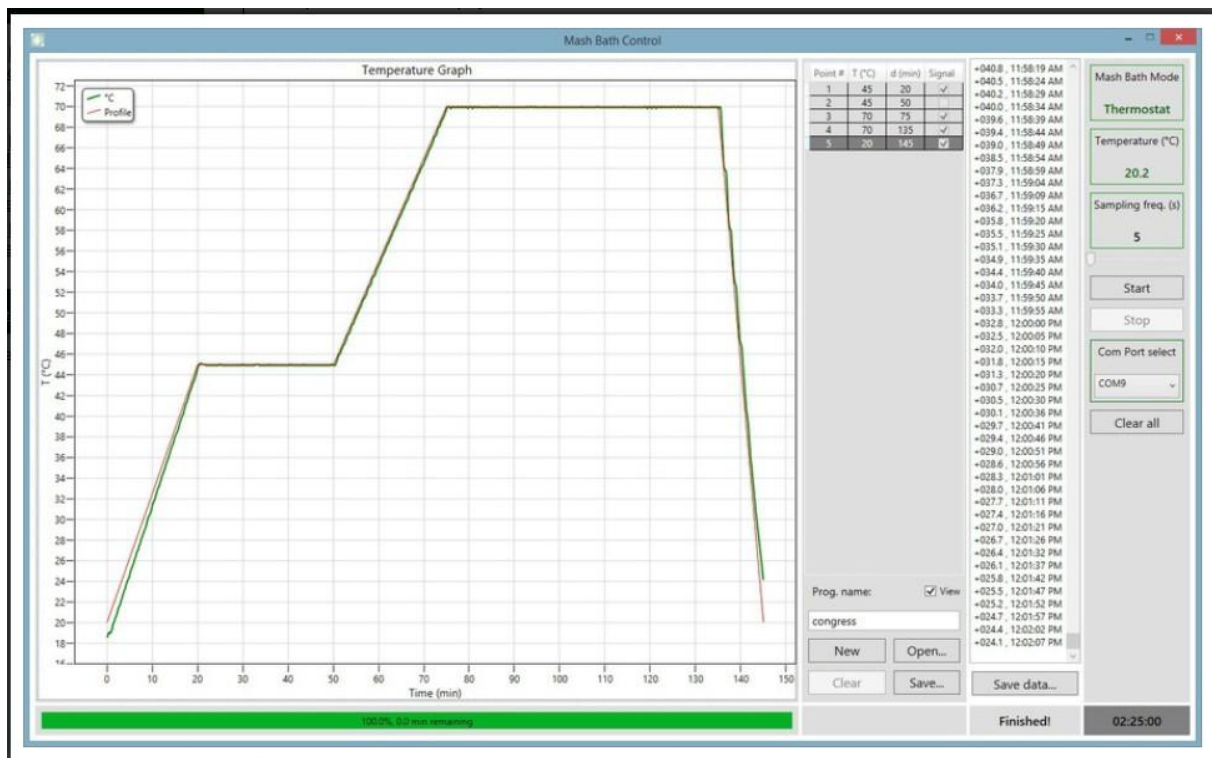 Mash Bath Control
Temperature Graph
°C
Profile
72
70
68
66
64
62
60
58
56
54
52
50
48
46
44
42
40
38
36
34
32
30
28
26
24
22
20
18
16
T (°C)
0 10 20 30 40 50 60 70 80 90 100 110 120 130 140 150
Time (min)
Point # T (°C) d (min) Signal
1 45 20
2 45 50
3 70 75
4 70 135
5 20 145
Prog. name: View
congress
New Open...
Clear Save...
+040.8 , 11:58:19 AM
+040.5 , 11:58:24 AM
+040.2 , 11:58:29 AM
+040.0 , 11:58:34 AM
+039.6 , 11:58:39 AM
+039.4 , 11:58:44 AM
+039.0 , 11:58:49 AM
+038.5 , 11:58:54 AM
+037.9 , 11:58:59 AM
+037.3 , 11:59:04 AM
+036.7 , 11:59:09 AM
+036.2 , 11:59:15 AM
+035.8 , 11:59:20 AM
+035.5 , 11:59:25 AM
+035.1 , 11:59:30 AM
+034.9 , 11:59:35 AM
+034.4 , 11:59:40 AM
+034.0 , 11:59:45 AM
+033.7 , 11:59:50 AM
+033.3 , 11:59:55 AM
+032.8 , 12:00:00 PM
+032.5 , 12:00:05 PM
+032.0 , 12:00:10 PM
+031.8 , 12:00:15 PM
+031.3 , 12:00:20 PM
+030.7 , 12:00:25 PM
+030.5 , 12:00:30 PM
+030.1 , 12:00:36 PM
+029.7 , 12:00:41 PM
+029.4 , 12:00:46 PM
+029.0 , 12:00:51 PM
+028.6 , 12:00:56 PM
+028.3 , 12:01:01 PM
+028.0 , 12:01:06 PM
+027.7 , 12:01:11 PM
+027.4 , 12:01:16 PM
+027.0 , 12:01:21 PM
+026.7 , 12:01:26 PM
+026.4 , 12:01:32 PM
+026.1 , 12:01:37 PM
+025.8 , 12:01:42 PM
+025.5 , 12:01:47 PM
+025.2 , 12:01:52 PM
+024.7 , 12:01:57 PM
+024.4 , 12:02:02 PM
+024.1 , 12:02:07 PM
Save data...
Mash Bath Mode
Thermostat
Temperature (°C)
20.2
Sampling freq. (s)
5
Start
Stop
Com Port select
COM9
Clear all
100.0%, 0.0 min remaining
Finished!
02:25:00